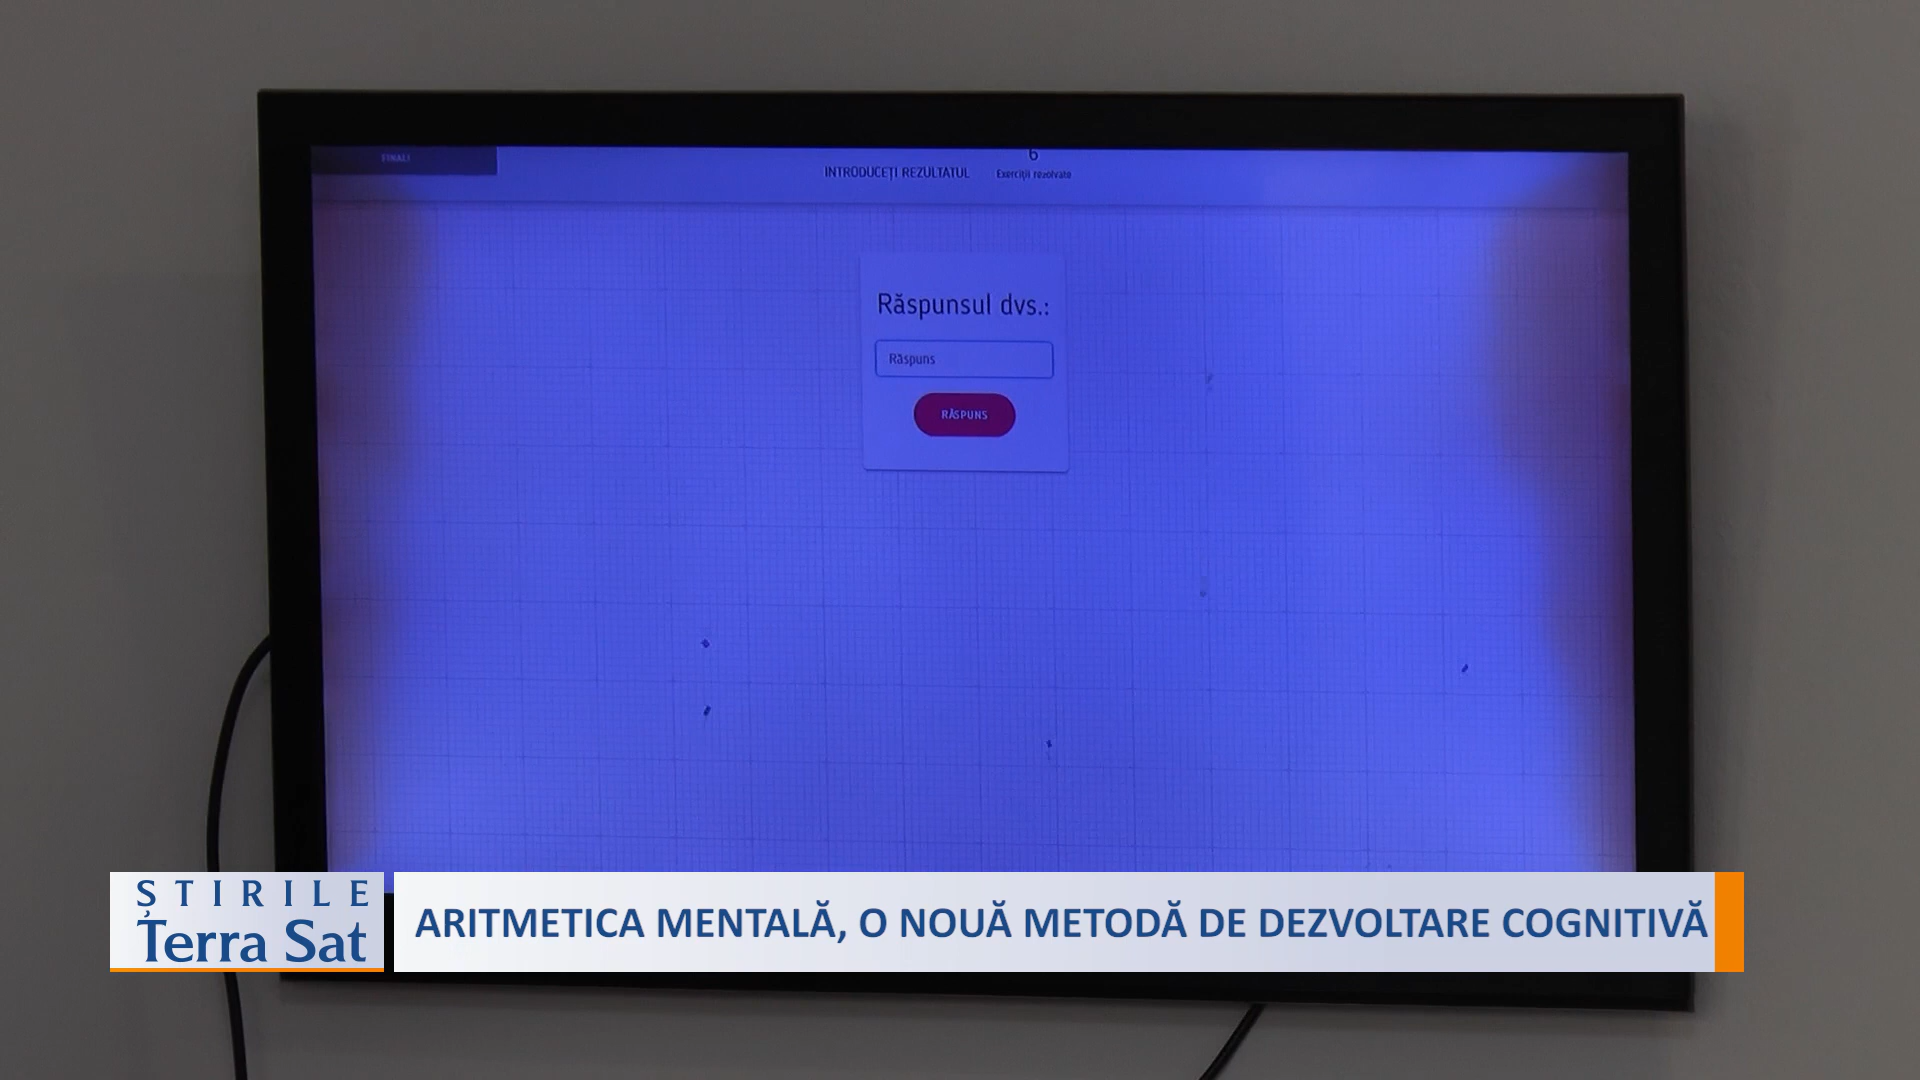 FINAL!
6
INTRODUCEȚI REZULTATUL
Exerciții rezolvate
Răspunsul dvs.:
Răspuns
RĂSPUNS
ȘTIRILE
Terra Sat
ARITMETICA MENTALĂ, O NOUĂ METODĂ DE DEZVOLTARE COGNITIVĂ